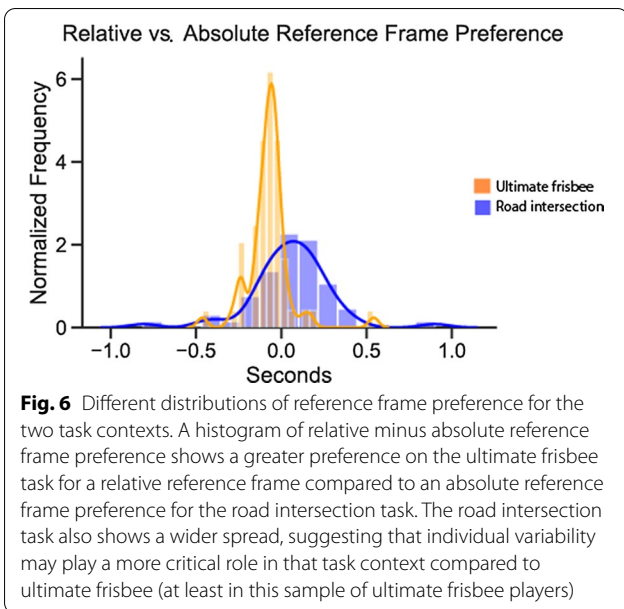 Relative vs. Absolute Reference Frame Preference
Normalized Frequency
6
4
2
0
Ultimate frisbee
Road intersection
−1.0 −0.5 0.0 0.5 1.0
Seconds
Fig. 6 Different distributions of reference frame preference for the
two task contexts. A histogram of relative minus absolute reference
frame preference shows a greater preference on the ultimate frisbee
task for a relative reference frame compared to an absolute reference
frame preference for the road intersection task. The road intersection
task also shows a wider spread, suggesting that individual variability
may play a more critical role in that task context compared to
ultimate frisbee (at least in this sample of ultimate frisbee players)